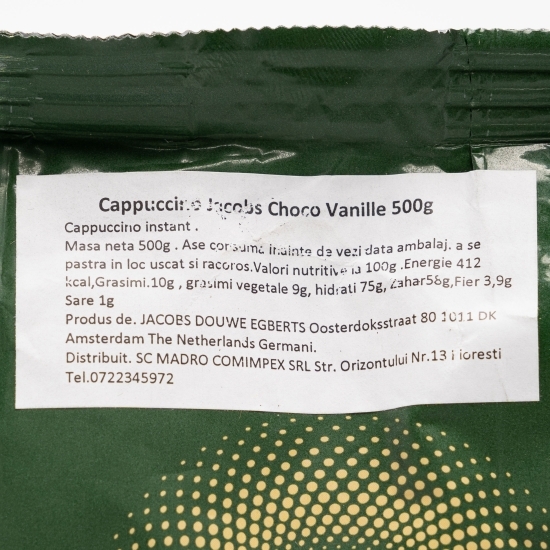 Cappuccino Jacobs Choco Vanille 500g
Cappuccino instant .
Masa neta 500g . A se consuma inainte de vezi data ambalaj. a se
pastra in loc uscat si racoros.Valori nutritive la 100g .Energie 412
kcal,Grasimi.10g , grasimi vegetale 9g, hidrati 75g, Zahar58g,Fier 3,9g
Sare 1g
Produs de. JACOBS DOUWE EGBERTS Oosterdoksstraat 80 1011 DK
Amsterdam The Netherlands Germani.
Distribuit. SC MADRO COMIMPEX SRL Str. Orizontului Nr.13 Floresti
Tel.0722345972